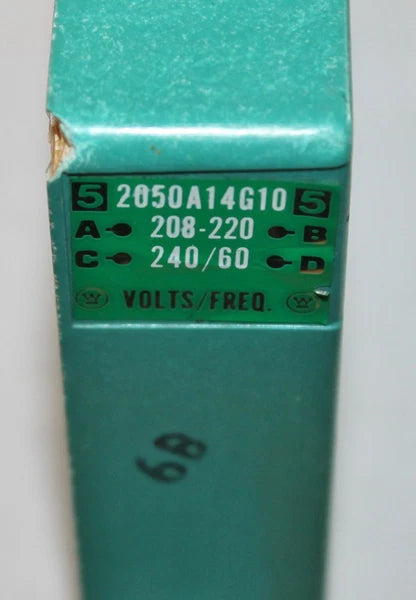 5 2050A14G10 5
A 208-220 B
C 240/60 D
W VOLTS/FREQ. W
68